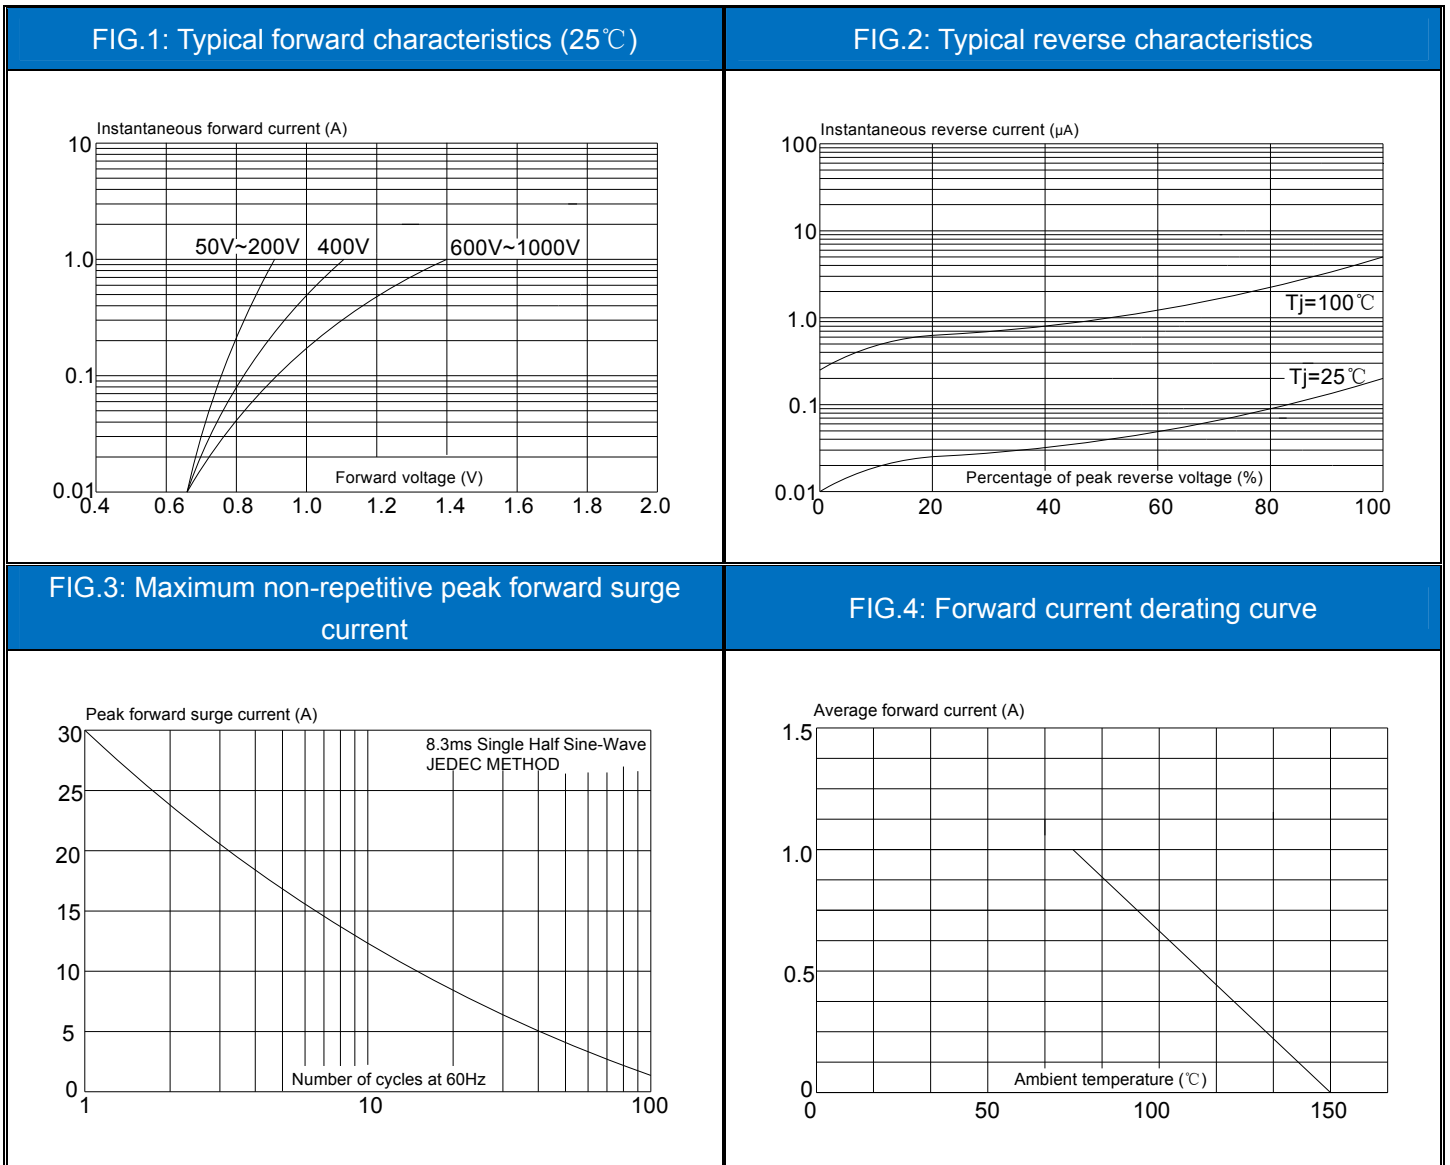 FIG.1: Typical forward characteristics (25℃)
FIG.2: Typical reverse characteristics
Instantaneous forward current (A)
10
1.0
0.1
0.01
50V~200V
400V
600V~1000V
Forward voltage (V)
0.4 0.6 0.8 1.0 1.2 1.4 1.6 1.8 2.0
Instantaneous reverse current (μA)
100
10
1.0
0.1
0.01
Tj=100℃
Tj=25℃
Percentage of peak reverse voltage (%)
0 20 40 60 80 100
FIG.3: Maximum non-repetitive peak forward surge
current
FIG.4: Forward current derating curve
Peak forward surge current (A)
30
25
20
15
10
5
0
8.3ms Single Half Sine-Wave
JEDEC METHOD
Number of cycles at 60Hz
1 10 100
Average forward current (A)
1.5
1.0
0.5
0
Ambient temperature (℃)
0 50 100 150